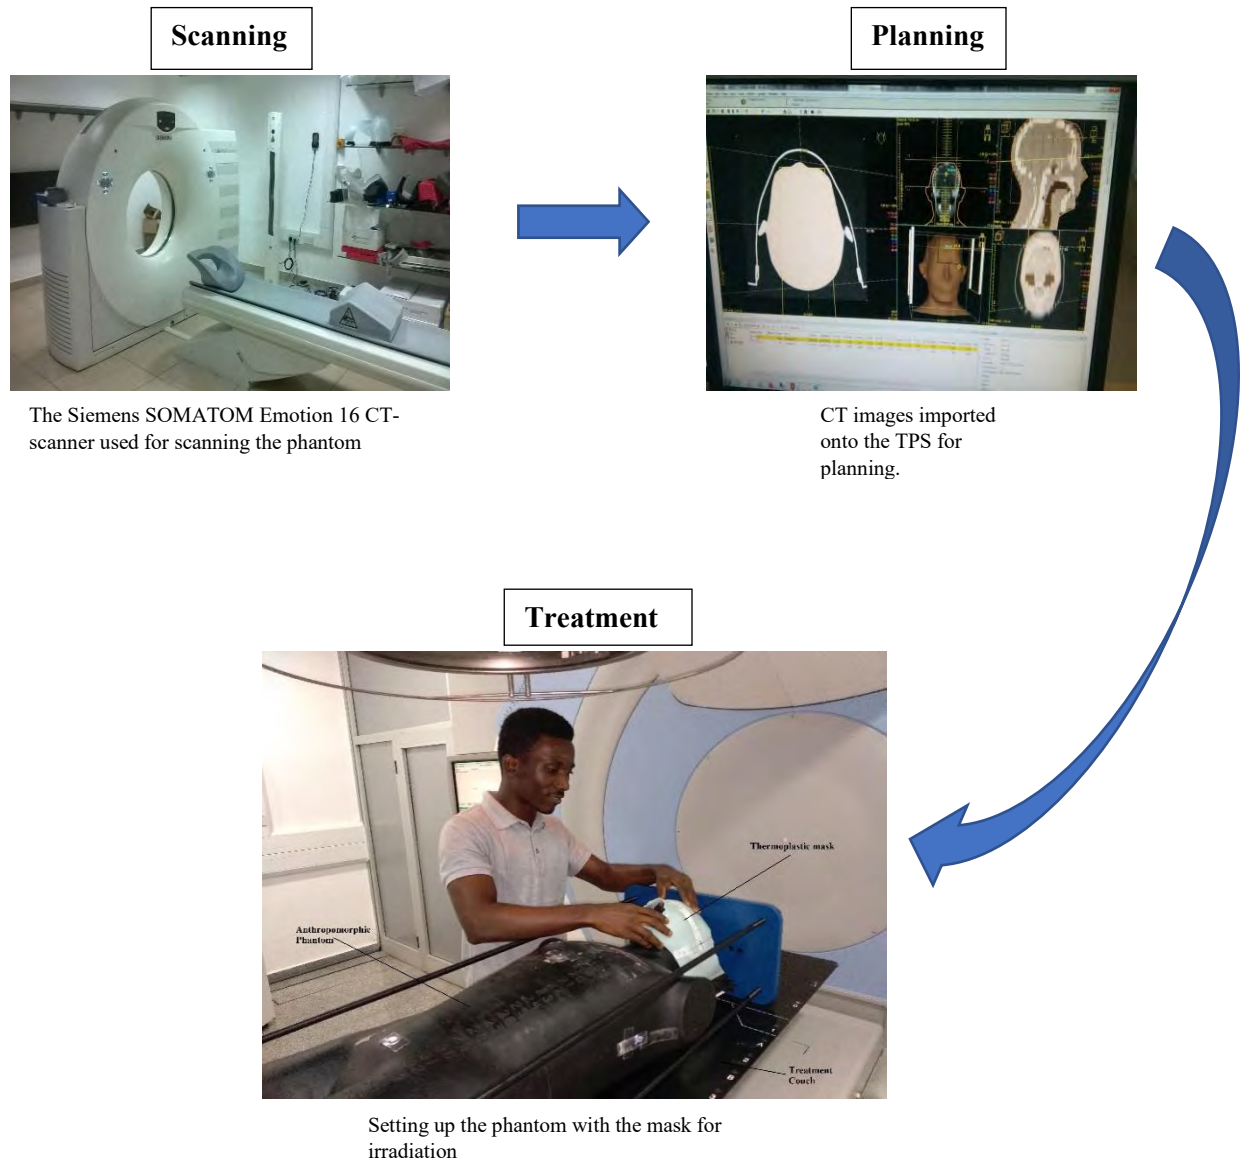 Scanning
Planning
The Siemens SOMATOM Emotion 16 CT-
scanner used for scanning the phantom
CT images imported
onto the TPS for
planning.
Treatment
Thermoplastic mask
Anthropomorphic
Phantom
Treatment
Couch
Setting up the phantom with the mask for
irradiation